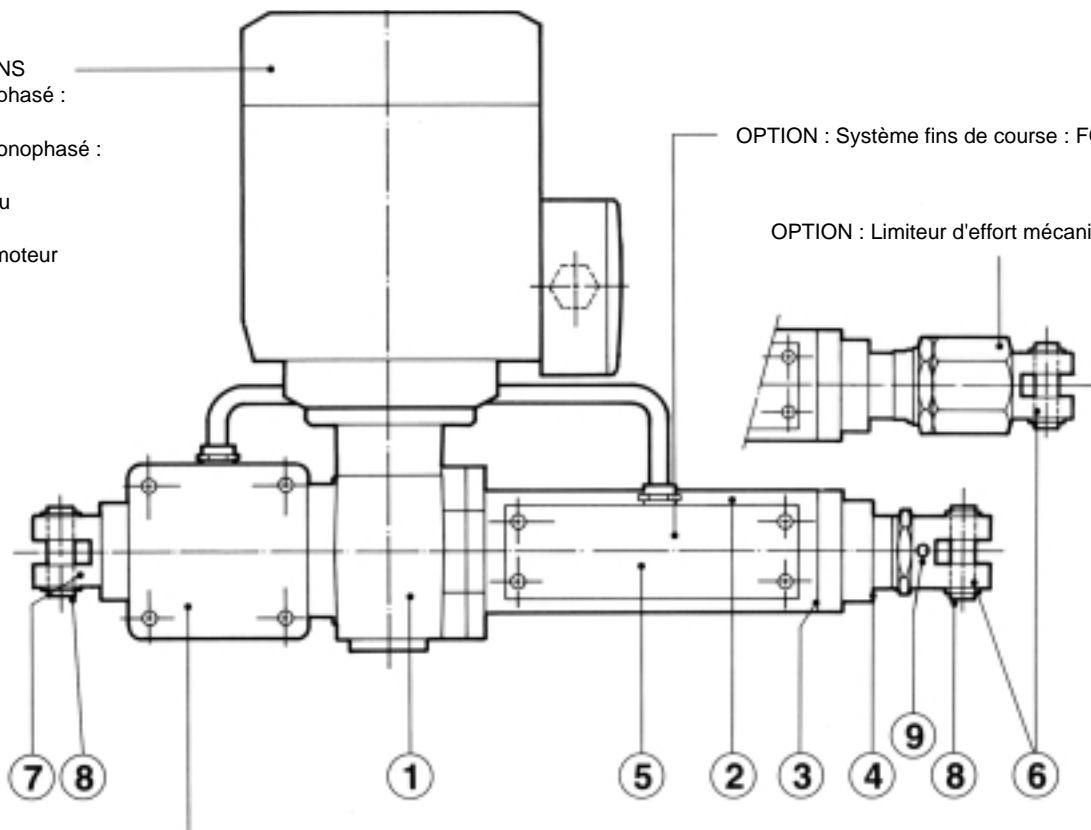 NS
ohasé :
onophasé :
u
moteur
OPTION : Système fins de course : F
OPTION : Limiteur d'effort mécani
7 8 1 5 2 3 4 9 8 6